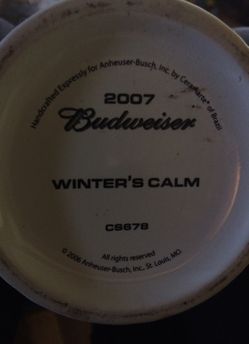 Handcrafted Expressly for Anheuser-Busch, Inc. by Ceramarte® of Brazil
2007
Budweiser
WINTER'S CALM
CS678
All rights reserved
© 2006 Anheuser-Busch, Inc., St. Louis, MO